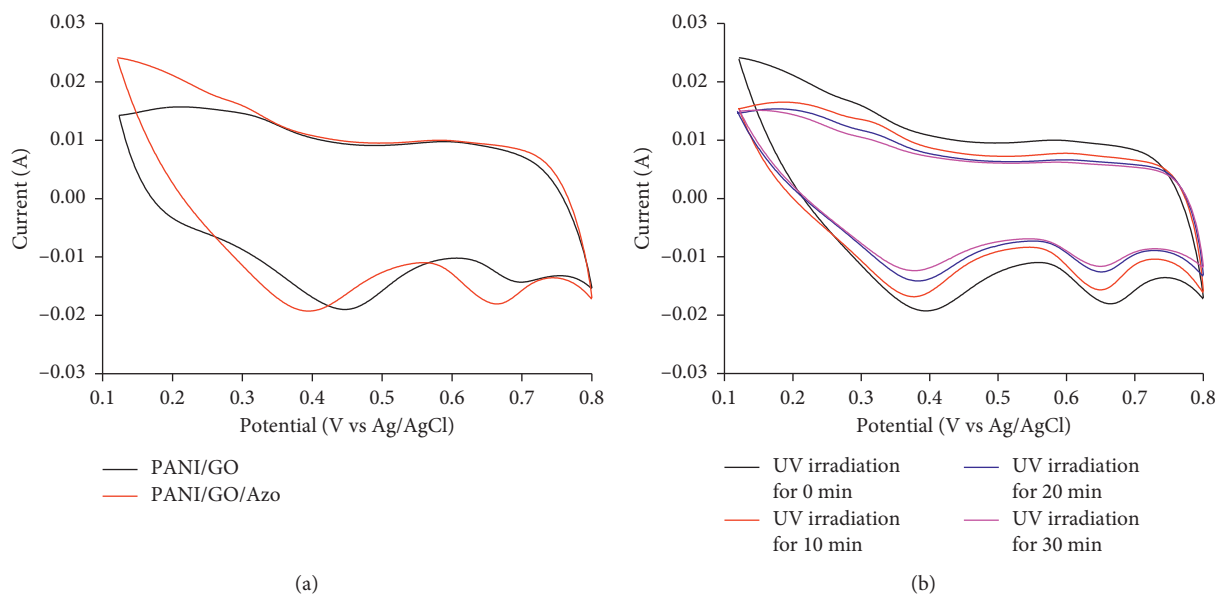 0.03
0.02
0.01
0.00
−0.01
−0.02
−0.03
Current (A)
0.1 0.2 0.3 0.4 0.5 0.6 0.7 0.8
Potential (V vs Ag/AgCl)
PANI/GO
PANI/GO/Azo
(a)
0.03
0.02
0.01
0.00
−0.01
−0.02
−0.03
Current (A)
0.1 0.2 0.3 0.4 0.5 0.6 0.7 0.8
Potential (V vs Ag/AgCl)
UV irradiation
for 0 min
UV irradiation
for 10 min
UV irradiation
for 20 min
UV irradiation
for 30 min
(b)